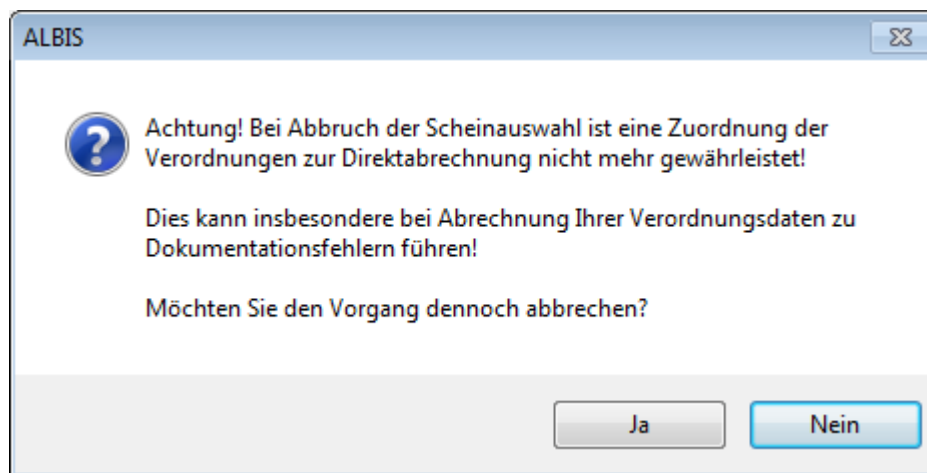 ALBIS
Achtung! Bei Abbruch der Scheinauswahl ist eine Zuordnung der
Verordnungen zur Direktabrechnung nicht mehr gewährleistet!
Dies kann insbesondere bei Abrechnung Ihrer Verordnungsdaten zu
Dokumentationsfehlern führen!
Möchten Sie den Vorgang dennoch abbrechen?
Ja
Nein